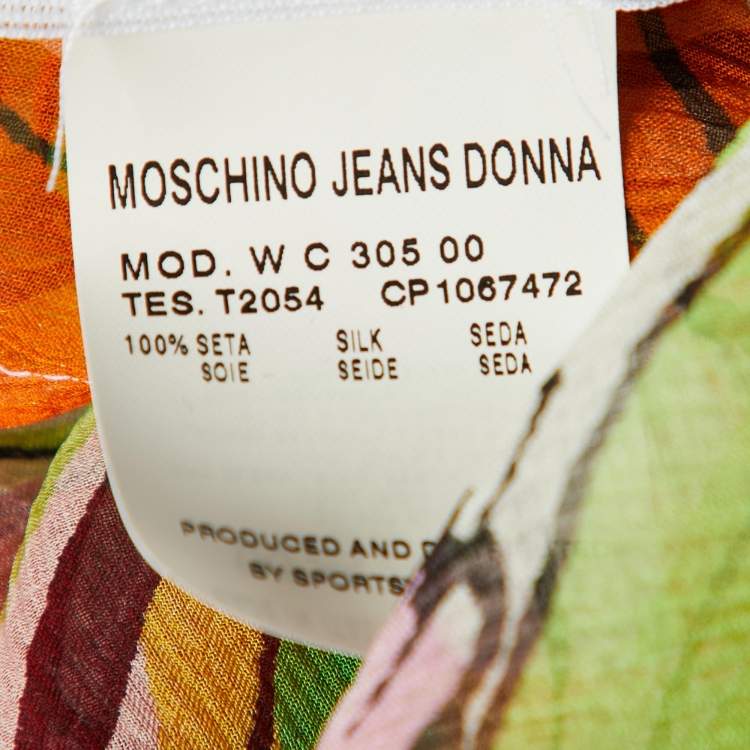 MOSCHINO JEANS DONNA
MOD. W C 305 00
TES. T2054 CP1067472
100% SETA SILK SEDA
SOIE SEIDE SEDA
PRODUCED AND
BY